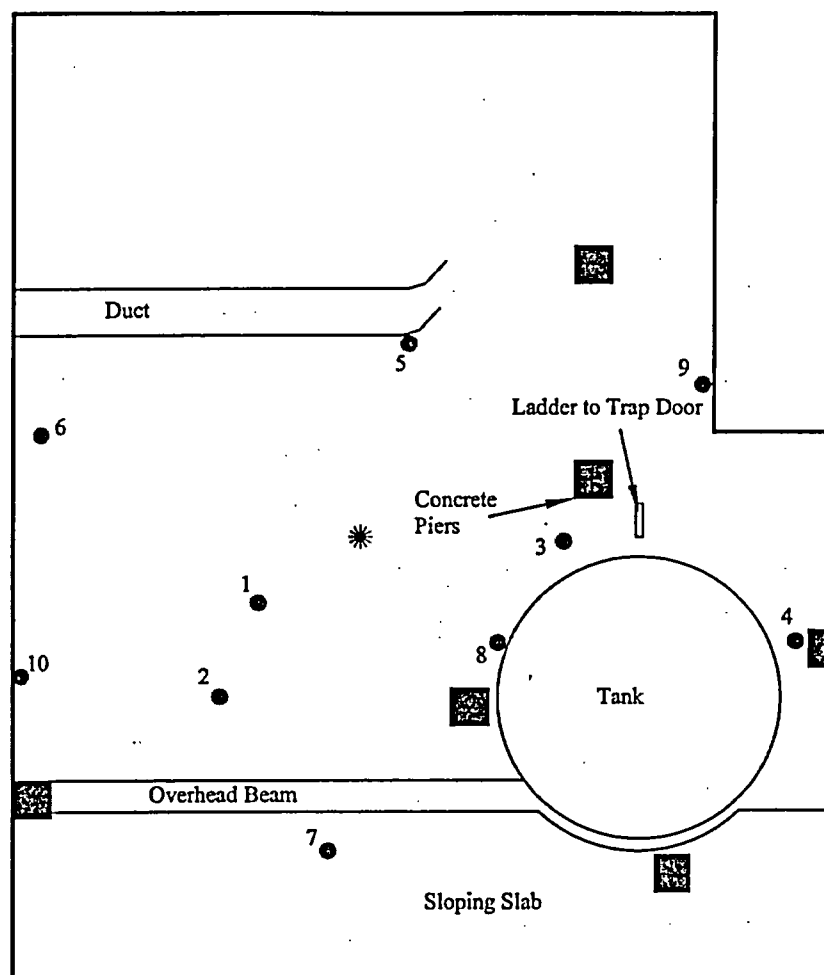 Duct
5
9
Ladder to Trap Door
6
Concrete
Piers
3
1
4
8
10
2
Tank
Overhead Beam
7
Sloping Slab